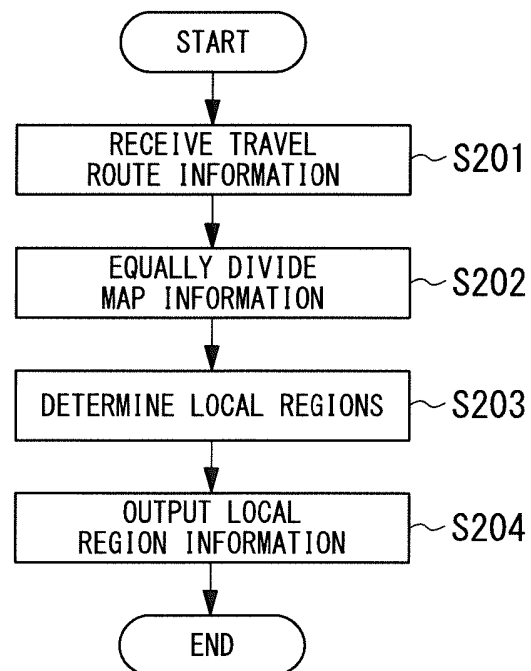 START
RECEIVE TRAVEL
ROUTE INFORMATION
S201
EQUALLY DIVIDE
MAP INFORMATION
S202
DETERMINE LOCAL REGIONS
S203
OUTPUT LOCAL
REGION INFORMATION
S204
END